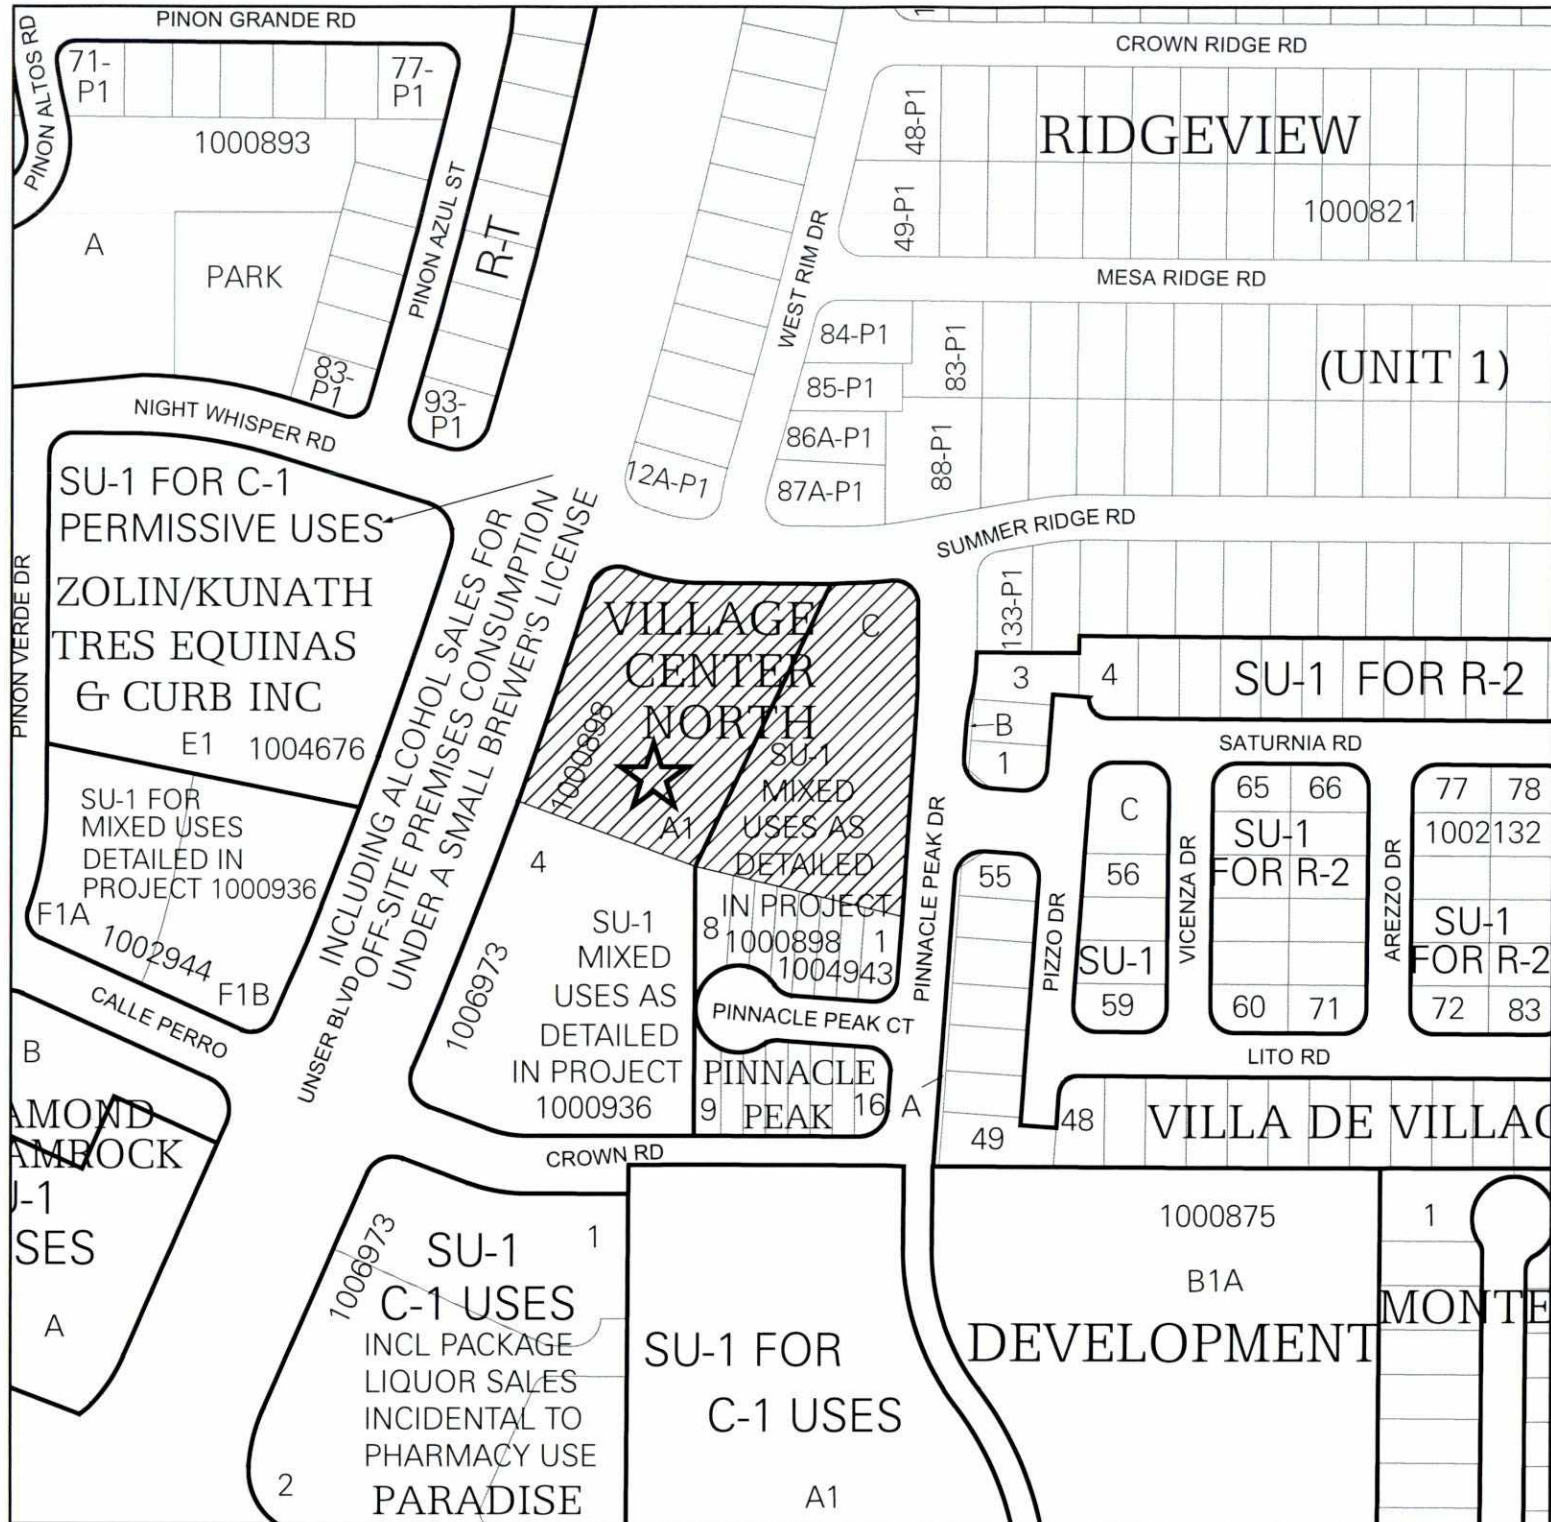 PINON GRANDE RD
PINON ALTOS RD
71-
P1
77-
P1
1000893
A
PARK
PINON AZUL ST
R-T
83-
P1
93-
P1
NIGHT WHISPER RD
CROWN RIDGE RD
48-P1
RIDGEVIEW
49-P1
1000821
WEST RIM DR
MESA RIDGE RD
84-P1
85-P1
83-P1
(UNIT 1)
86A-P1
87A-P1
88-P1
12A-P1
SUMMER RIDGE RD
133-P1
SU-1 FOR C-1
PERMISSIVE USES
ZOLIN/KUNATH
TRES EQUINAS
& CURB INC
E1
1004676
PINON VERDE DR
INCLUDING ALCOHOL SALES FOR
OFF-SITE PREMISES CONSUMPTION
UNDER A SMALL BREWER'S LICENSE
UNSER BLVD
VILLAGE
CENTER
NORTH
C
1000898
A1
SU-1
MIXED
USES AS
DETAILED
IN PROJECT
1000898
3
4
SU-1 FOR R-2
B
1
SATURNIA RD
PINNACLE PEAK DR
SU-1 FOR
MIXED USES
DETAILED IN
PROJECT 1000936
F1A
1002944
F1B
CALLE PERRO
4
1006973
SU-1
MIXED
USES AS
DETAILED
IN PROJECT
1000936
8
1
1004943
PINNACLE PEAK CT
PINNACLE
PEAK
9
16
A
55
49
PIZZO DR
C
56
SU-1
59
VICENZA DR
65
66
SU-1
FOR R-2
60
71
AREZZO DR
77
78
1002132
SU-1
FOR R-2
72
83
LITO RD
48
VILLA DE VILLAG
CROWN RD
B
AMOND
AMROCK
U-1
SES
A
1006973
SU-1
C-1 USES
INCL PACKAGE
LIQUOR SALES
INCIDENTAL TO
PHARMACY USE
PARADISE
1
2
SU-1 FOR
C-1 USES
A1
1000875
B1A
DEVELOPMENT
1
MONTE